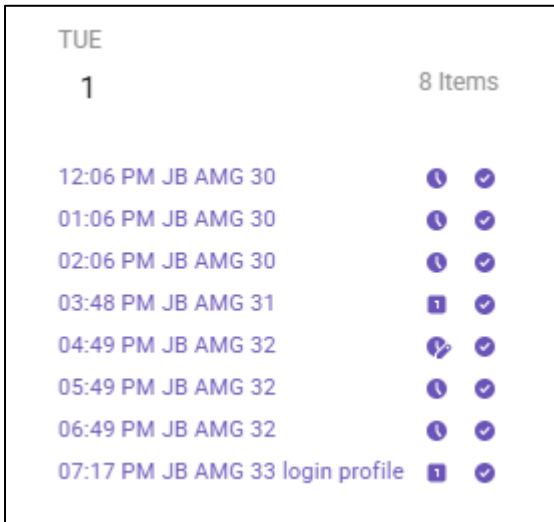 TUE
1 8 Items
12:06 PM JB AMG 30
01:06 PM JB AMG 30
02:06 PM JB AMG 30
03:48 PM JB AMG 31 1
04:49 PM JB AMG 32
05:49 PM JB AMG 32
06:49 PM JB AMG 32
07:17 PM JB AMG 33 login profile 1